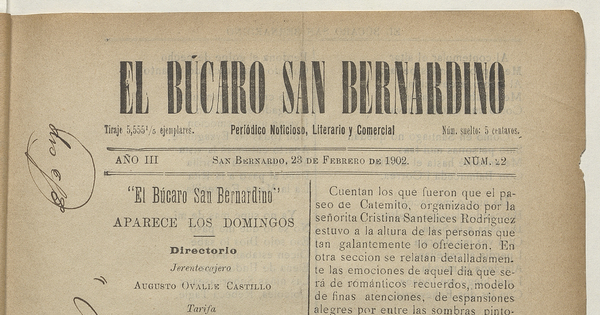 EL BÚCARO SAN BERNARDINO
Tiraje 5,555 ejemplares.
Periódico Noticioso, Literario y Comercial
Núm. suelto: 5 centavos.
AÑO III
SAN BERNARDO, 23 DE FEBRERO DE 1902.
NÚM. 22
"El Búcaro San Bernardino"
APARECE LOS DOMINGOS
Directorio
Jerente-cajero
AUGUSTO OVALLE CASTILLO
Tarifa
Cuentan los que fueron que el pa-
seo de Catemito, organizado por la
señorita Cristina Santelices Rodríguez
estuvo a la altura de las personas que
tan galantemente lo ofrecieron. En
otra seccion se relatan detalladamen-
te las emociones de aquel dia que se-
rá de románticos recuerdos, modelo
de finas atenciones, de espansiones
alegres por entre las sombras pinto-